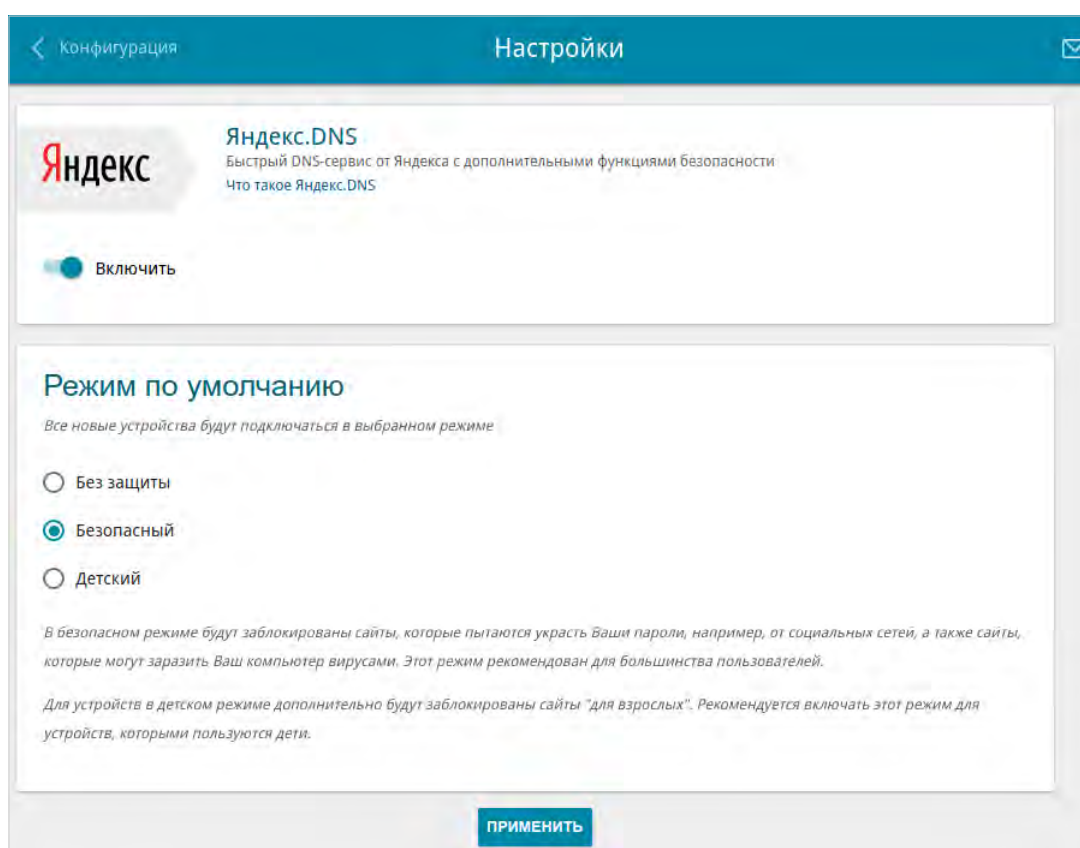 Конфигурация
Настройки
Яндекс
Яндекс.DNS
Быстрый DNS-сервис от Яндекса с дополнительными функциями безопасности
Что такое Яндекс.DNS
Включить
Режим по умолчанию
Все новые устройства будут подключаться в выбранном режиме
Без защиты
Безопасный
Детский
В безопасном режиме будут заблокированы сайты, которые пытаются украсть Ваши пароли, например, от социальных сетей, а также сайты,
которые могут заразить Ваш компьютер вирусами. Этот режим рекомендован для большинства пользователей.
Для устройств в детском режиме дополнительно будут заблокированы сайты "для взрослых". Рекомендуется включать этот режим для
устройств, которыми пользуются дети.
ПРИМЕНИТЬ